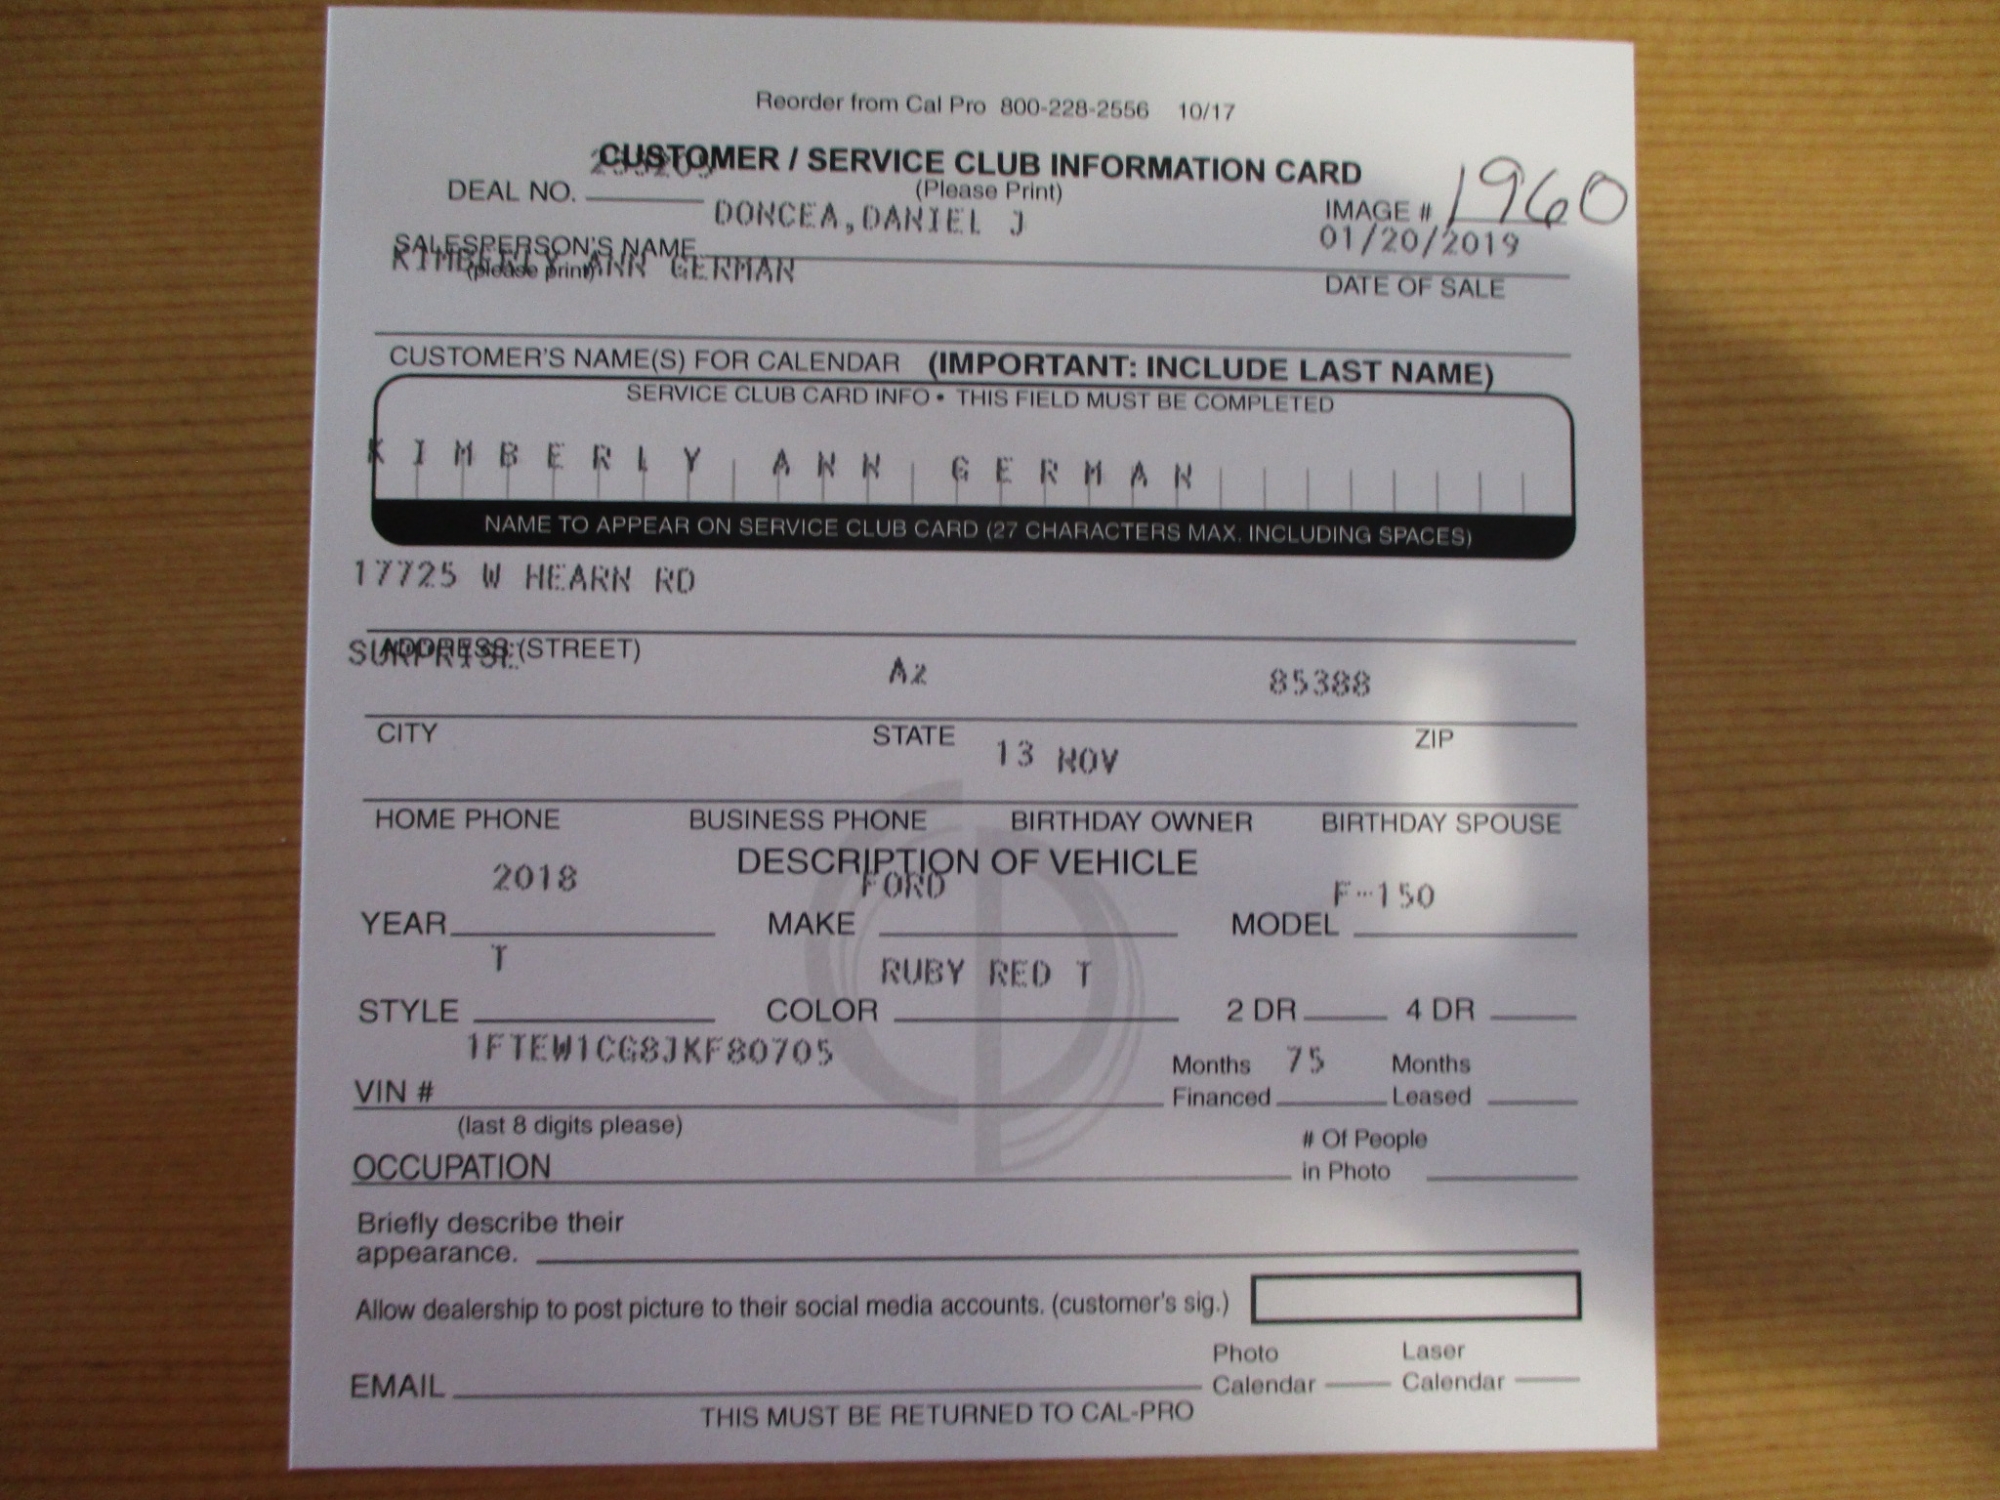 Reorder from Cal Pro 800-228-2556 10/17
CUSTOMER / SERVICE CLUB INFORMATION CARD
DEAL NO. (Please Print)
IMAGE # 1960
DONCEA,DANIEL J 01/20/2019
SALESPERSON'S NAME
(please print) DATE OF SALE
KIMBERLY ANN GERMAN
CUSTOMER'S NAME(S) FOR CALENDAR (IMPORTANT: INCLUDE LAST NAME)
SERVICE CLUB CARD INFO • THIS FIELD MUST BE COMPLETED
KIMBERLY ANN GERMAN
NAME TO APPEAR ON SERVICE CLUB CARD (27 CHARACTERS MAX. INCLUDING SPACES)
17725 W HEARN RD
ADDRESS (STREET)
SURPRISE AZ 85388
CITY STATE ZIP
13 NOV
HOME PHONE BUSINESS PHONE BIRTHDAY OWNER BIRTHDAY SPOUSE
DESCRIPTION OF VEHICLE
2018 FORD F-150
YEAR MAKE MODEL
T RUBY RED T
STYLE COLOR 2 DR 4 DR
1FTEW1CG8JKF80705
VIN # Months Financed 75 Months Leased
(last 8 digits please)
OCCUPATION # Of People in Photo
Briefly describe their
appearance.
Allow dealership to post picture to their social media accounts. (customer's sig.)
EMAIL Photo Calendar Laser Calendar
THIS MUST BE RETURNED TO CAL-PRO